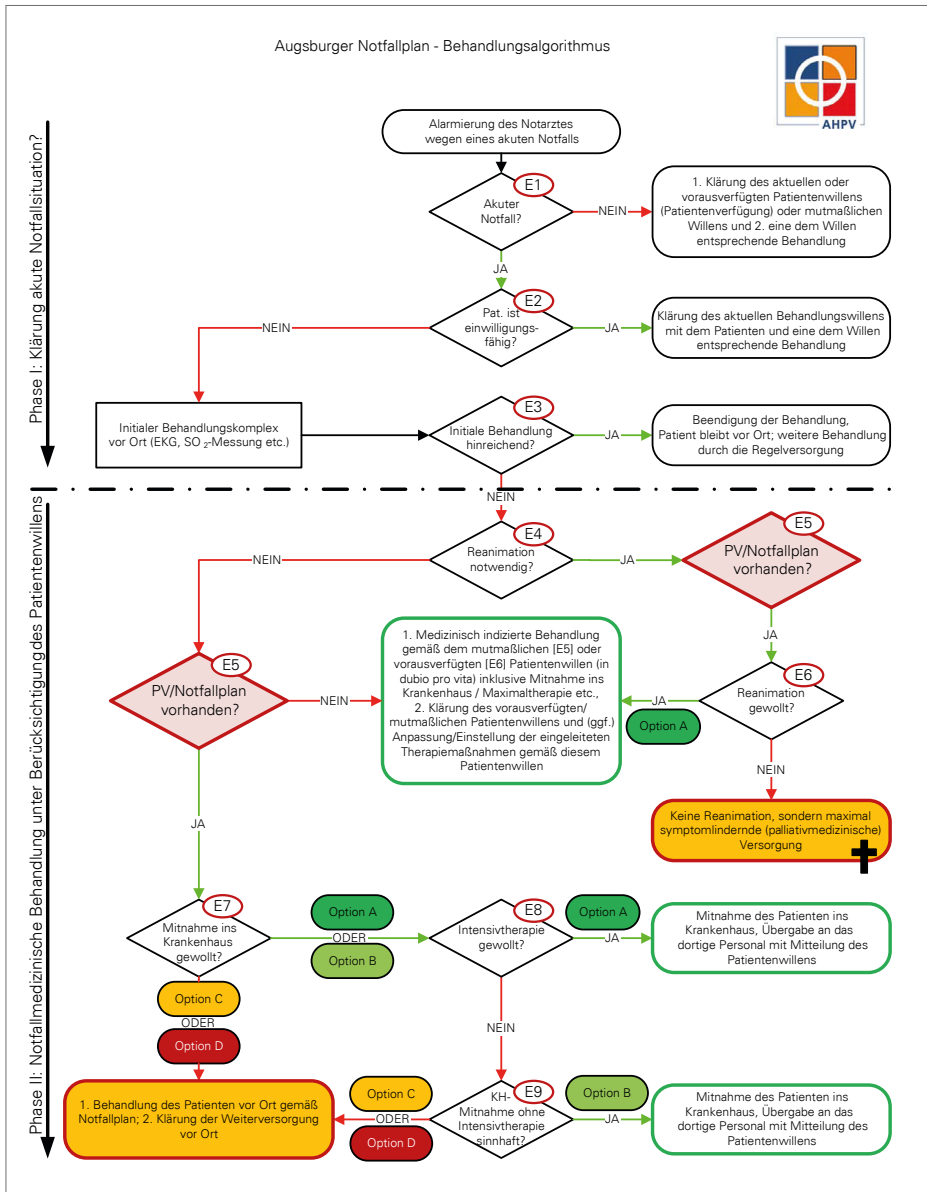 Augsburger Notfallplan - Behandlungsalgorithmus
AHPV
Phase I: Klärung akute Notfallsituation?
Alarmierung des Notarztes
wegen eines akuten Notfalls
E1
Akuter
Notfall?
NEIN
1. Klärung des aktuellen oder
vorausverfügten Patientenwillens
(Patientenverfügung) oder mutmaßlichen
Willens und 2. eine dem Willen
entsprechende Behandlung
JA
E2
Pat. ist
einwilligungs-
fähig?
NEIN
JA
Klärung des aktuellen Behandlungswillens
mit dem Patienten und eine dem Willen
entsprechende Behandlung
Initialer Behandlungskomplex
vor Ort (EKG, SO2-Messung etc.)
E3
Initiale Behandlung
hinreichend?
JA
Beendigung der Behandlung,
Patient bleibt vor Ort; weitere Behandlung
durch die Regelversorgung
NEIN
Phase II: Notfallmedizinische Behandlung unter Berücksichtigung des Patientenwillens
E4
Reanimation
notwendig?
NEIN
JA
E5
PV/Notfallplan
vorhanden?
JA
E5
PV/Notfallplan
vorhanden?
NEIN
1. Medizinisch indizierte Behandlung
gemäß dem mutmaßlichen [E5] oder
vorausverfügten [E6] Patientenwillen (in
dubio pro vita) inklusive Mitnahme ins
Krankenhaus / Maximaltherapie etc.,
2. Klärung des vorausverfügten/
mutmaßlichen Patientenwillens und (ggf.)
Anpassung/Einstellung der eingeleiteten
Therapiemaßnahmen gemäß diesem
Patientenwillen
E6
Reanimation
gewollt?
JA
Option A
NEIN
Keine Reanimation, sondern maximal
symptomlindernde (palliativmedizinische)
Versorgung
JA
E7
Mitnahme ins
Krankenhaus
gewollt?
Option A
ODER
Option B
E8
Intensivtherapie
gewollt?
Option A
JA
Mitnahme des Patienten ins
Krankenhaus, Übergabe an das
dortige Personal mit Mitteilung des
Patientenwillens
Option C
ODER
Option D
NEIN
1. Behandlung des Patienten vor Ort gemäß
Notfallplan; 2. Klärung der Weiterversorgung
vor Ort
Option C
ODER
Option D
E9
KH-
Mitnahme ohne
Intensivtherapie
sinnhaft?
Option B
JA
Mitnahme des Patienten ins
Krankenhaus, Übergabe an das
dortige Personal mit Mitteilung des
Patientenwillens